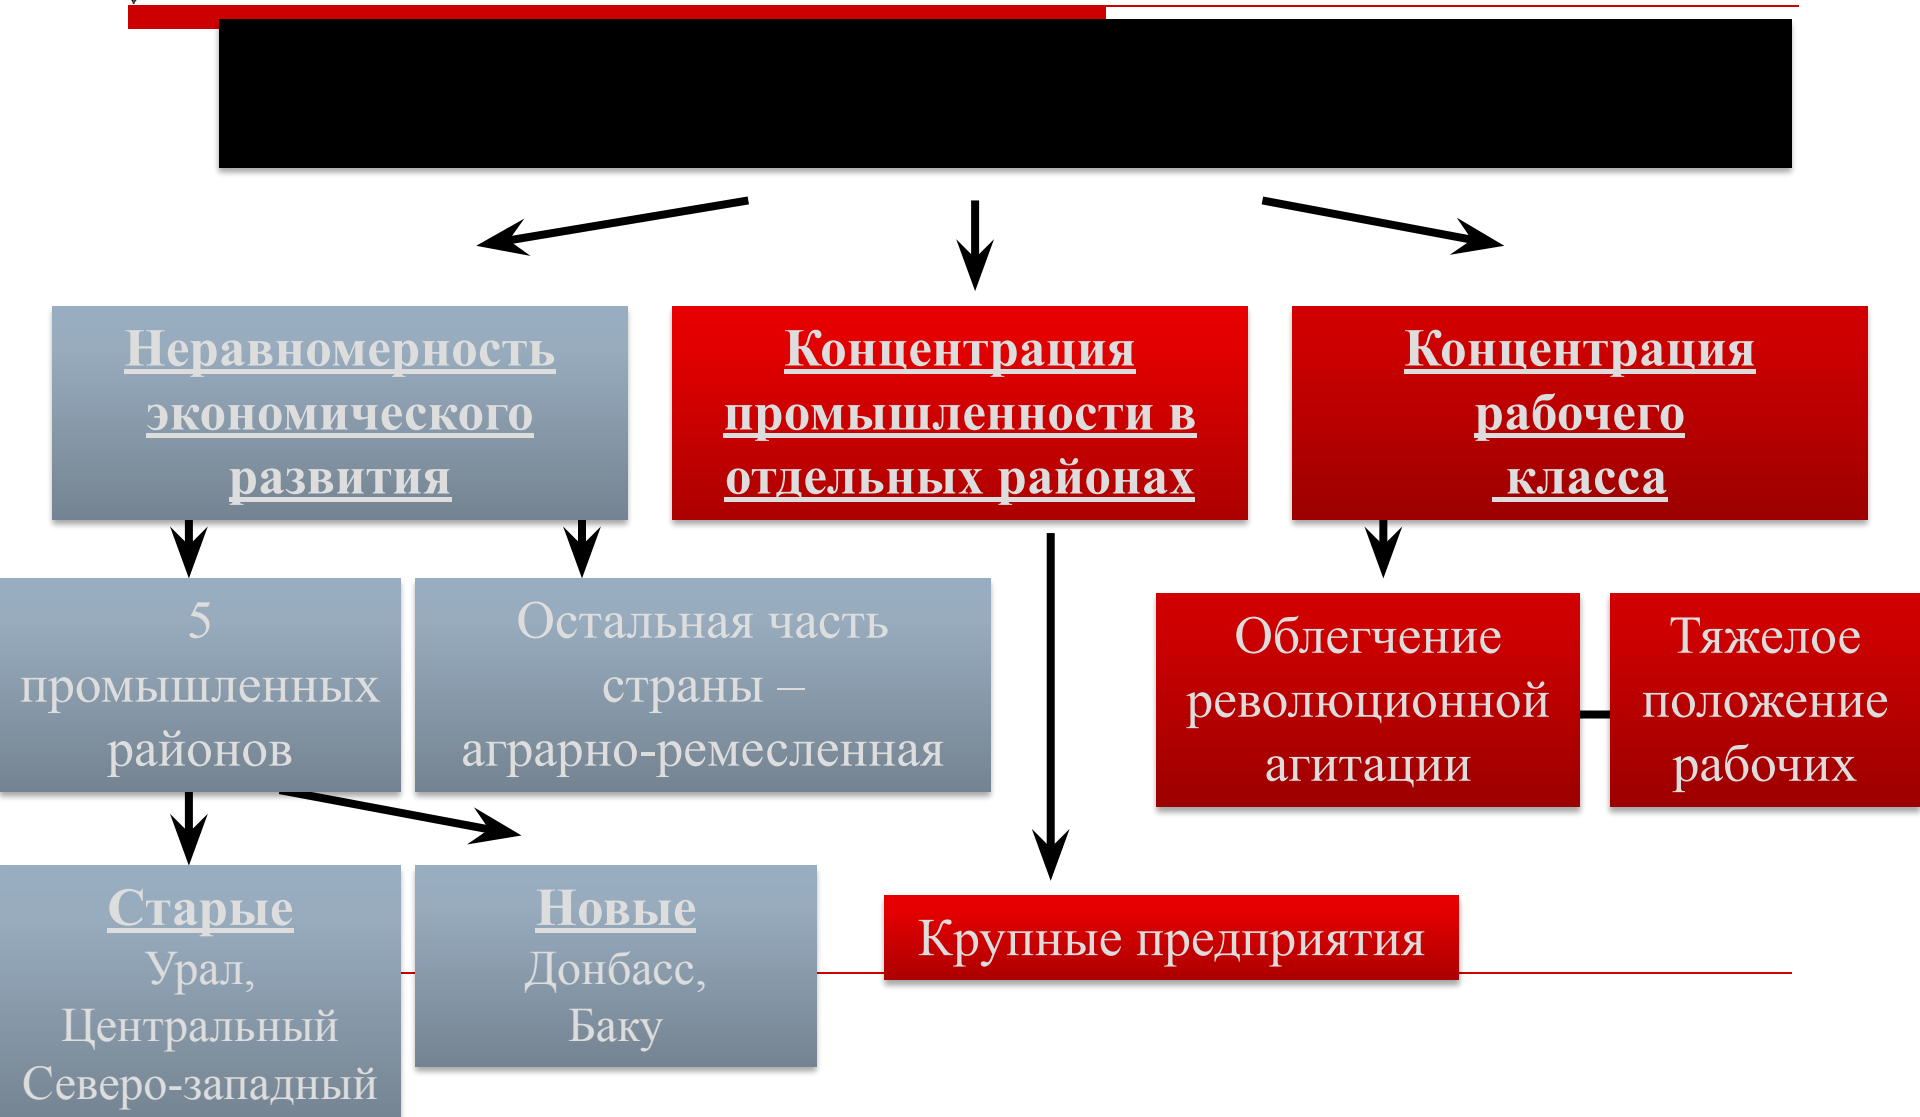 Неравномерность
экономического
развития
Концентрация
промышленности в
отдельных районах
Концентрация
рабочего
класса
5
промышленных
районов
Остальная часть
страны –
аграрно-ремесленная
Облегчение
революционной
агитации
Тяжелое
положение
рабочих
Старые
Урал,
Центральный
Северо-западный
Новые
Донбасс,
Баку
Крупные предприятия